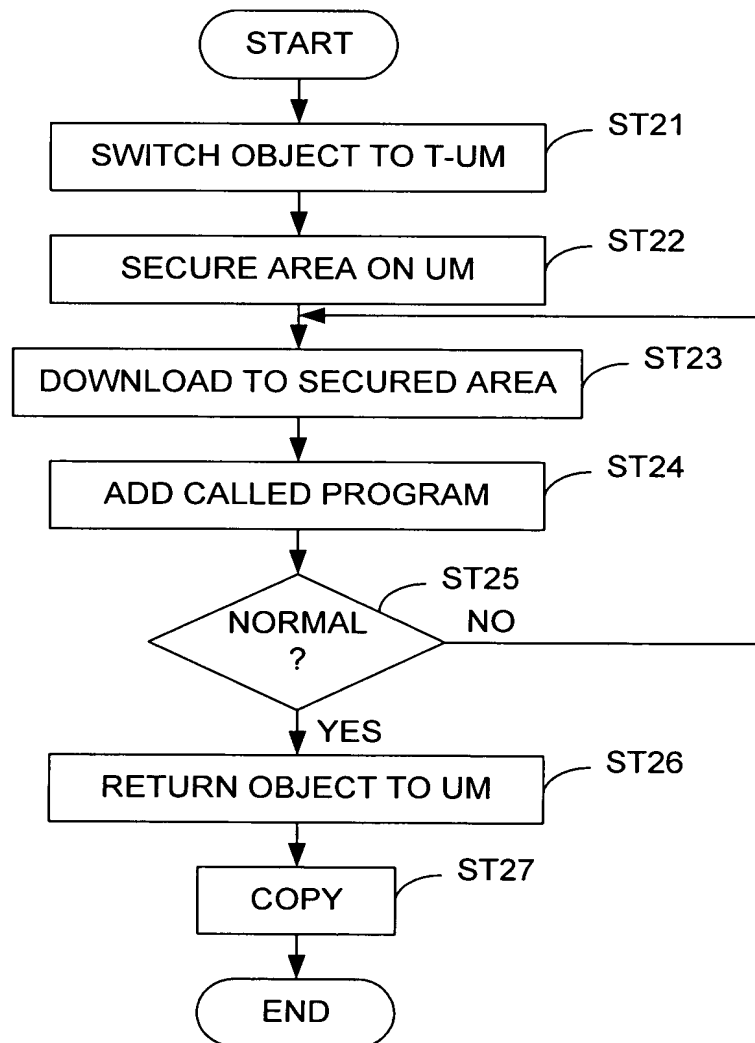 START
SWITCH OBJECT TO T-UM
ST21
SECURE AREA ON UM
ST22
DOWNLOAD TO SECURED AREA
ST23
ADD CALLED PROGRAM
ST24
NORMAL
?
ST25
NO
YES
RETURN OBJECT TO UM
ST26
COPY
ST27
END